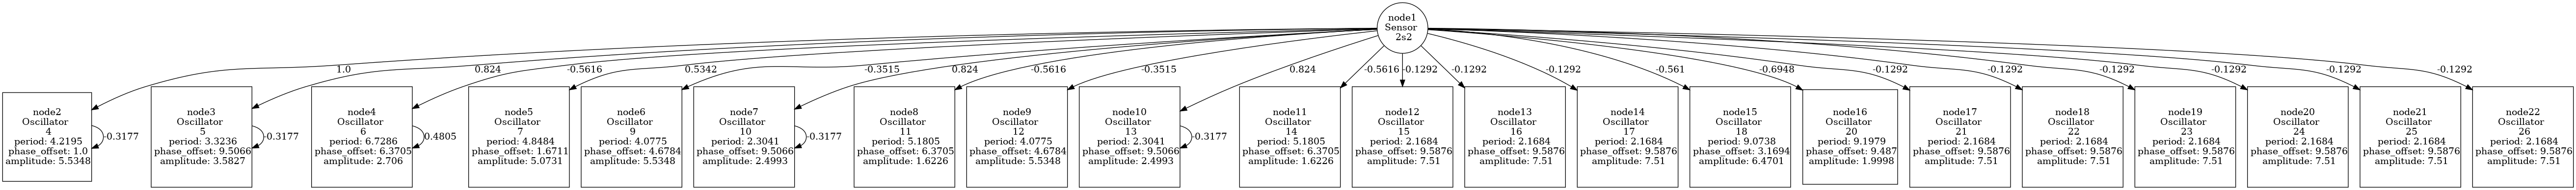 node1
Sensor
2s2
1.0
0.824
-0.5616
0.5342
-0.3515
0.824
-0.5616
-0.3515
0.824
-0.5616
-0.1292
-0.1292
-0.1292
-0.561
-0.6948
-0.1292
-0.1292
-0.1292
-0.1292
-0.1292
-0.1292
node2
Oscillator
4
period: 4.2195
phase_offset: 1.0
amplitude: 5.5348
-0.3177
node3
Oscillator
5
period: 3.3236
phase_offset: 9.5066
amplitude: 3.5827
-0.3177
node4
Oscillator
6
period: 6.7286
phase_offset: 6.3705
amplitude: 2.706
0.4805
node5
Oscillator
7
period: 4.8484
phase_offset: 1.6711
amplitude: 5.0731
node6
Oscillator
9
period: 4.0775
phase_offset: 4.6784
amplitude: 5.5348
node7
Oscillator
10
period: 2.3041
phase_offset: 9.5066
amplitude: 2.4993
-0.3177
node8
Oscillator
11
period: 5.1805
phase_offset: 6.3705
amplitude: 1.6226
node9
Oscillator
12
period: 4.0775
phase_offset: 4.6784
amplitude: 5.5348
node10
Oscillator
13
period: 2.3041
phase_offset: 9.5066
amplitude: 2.4993
-0.3177
node11
Oscillator
14
period: 5.1805
phase_offset: 6.3705
amplitude: 1.6226
node12
Oscillator
15
period: 2.1684
phase_offset: 9.5876
amplitude: 7.51
node13
Oscillator
16
period: 2.1684
phase_offset: 9.5876
amplitude: 7.51
node14
Oscillator
17
period: 2.1684
phase_offset: 9.5876
amplitude: 7.51
node15
Oscillator
18
period: 9.0738
phase_offset: 3.1694
amplitude: 6.4701
node16
Oscillator
20
period: 9.1979
phase_offset: 9.487
amplitude: 1.9998
node17
Oscillator
21
period: 2.1684
phase_offset: 9.5876
amplitude: 7.51
node18
Oscillator
22
period: 2.1684
phase_offset: 9.5876
amplitude: 7.51
node19
Oscillator
23
period: 2.1684
phase_offset: 9.5876
amplitude: 7.51
node20
Oscillator
24
period: 2.1684
phase_offset: 9.5876
amplitude: 7.51
node21
Oscillator
25
period: 2.1684
phase_offset: 9.5876
amplitude: 7.51
node22
Oscillator
26
period: 2.1684
phase_offset: 9.5876
amplitude: 7.51